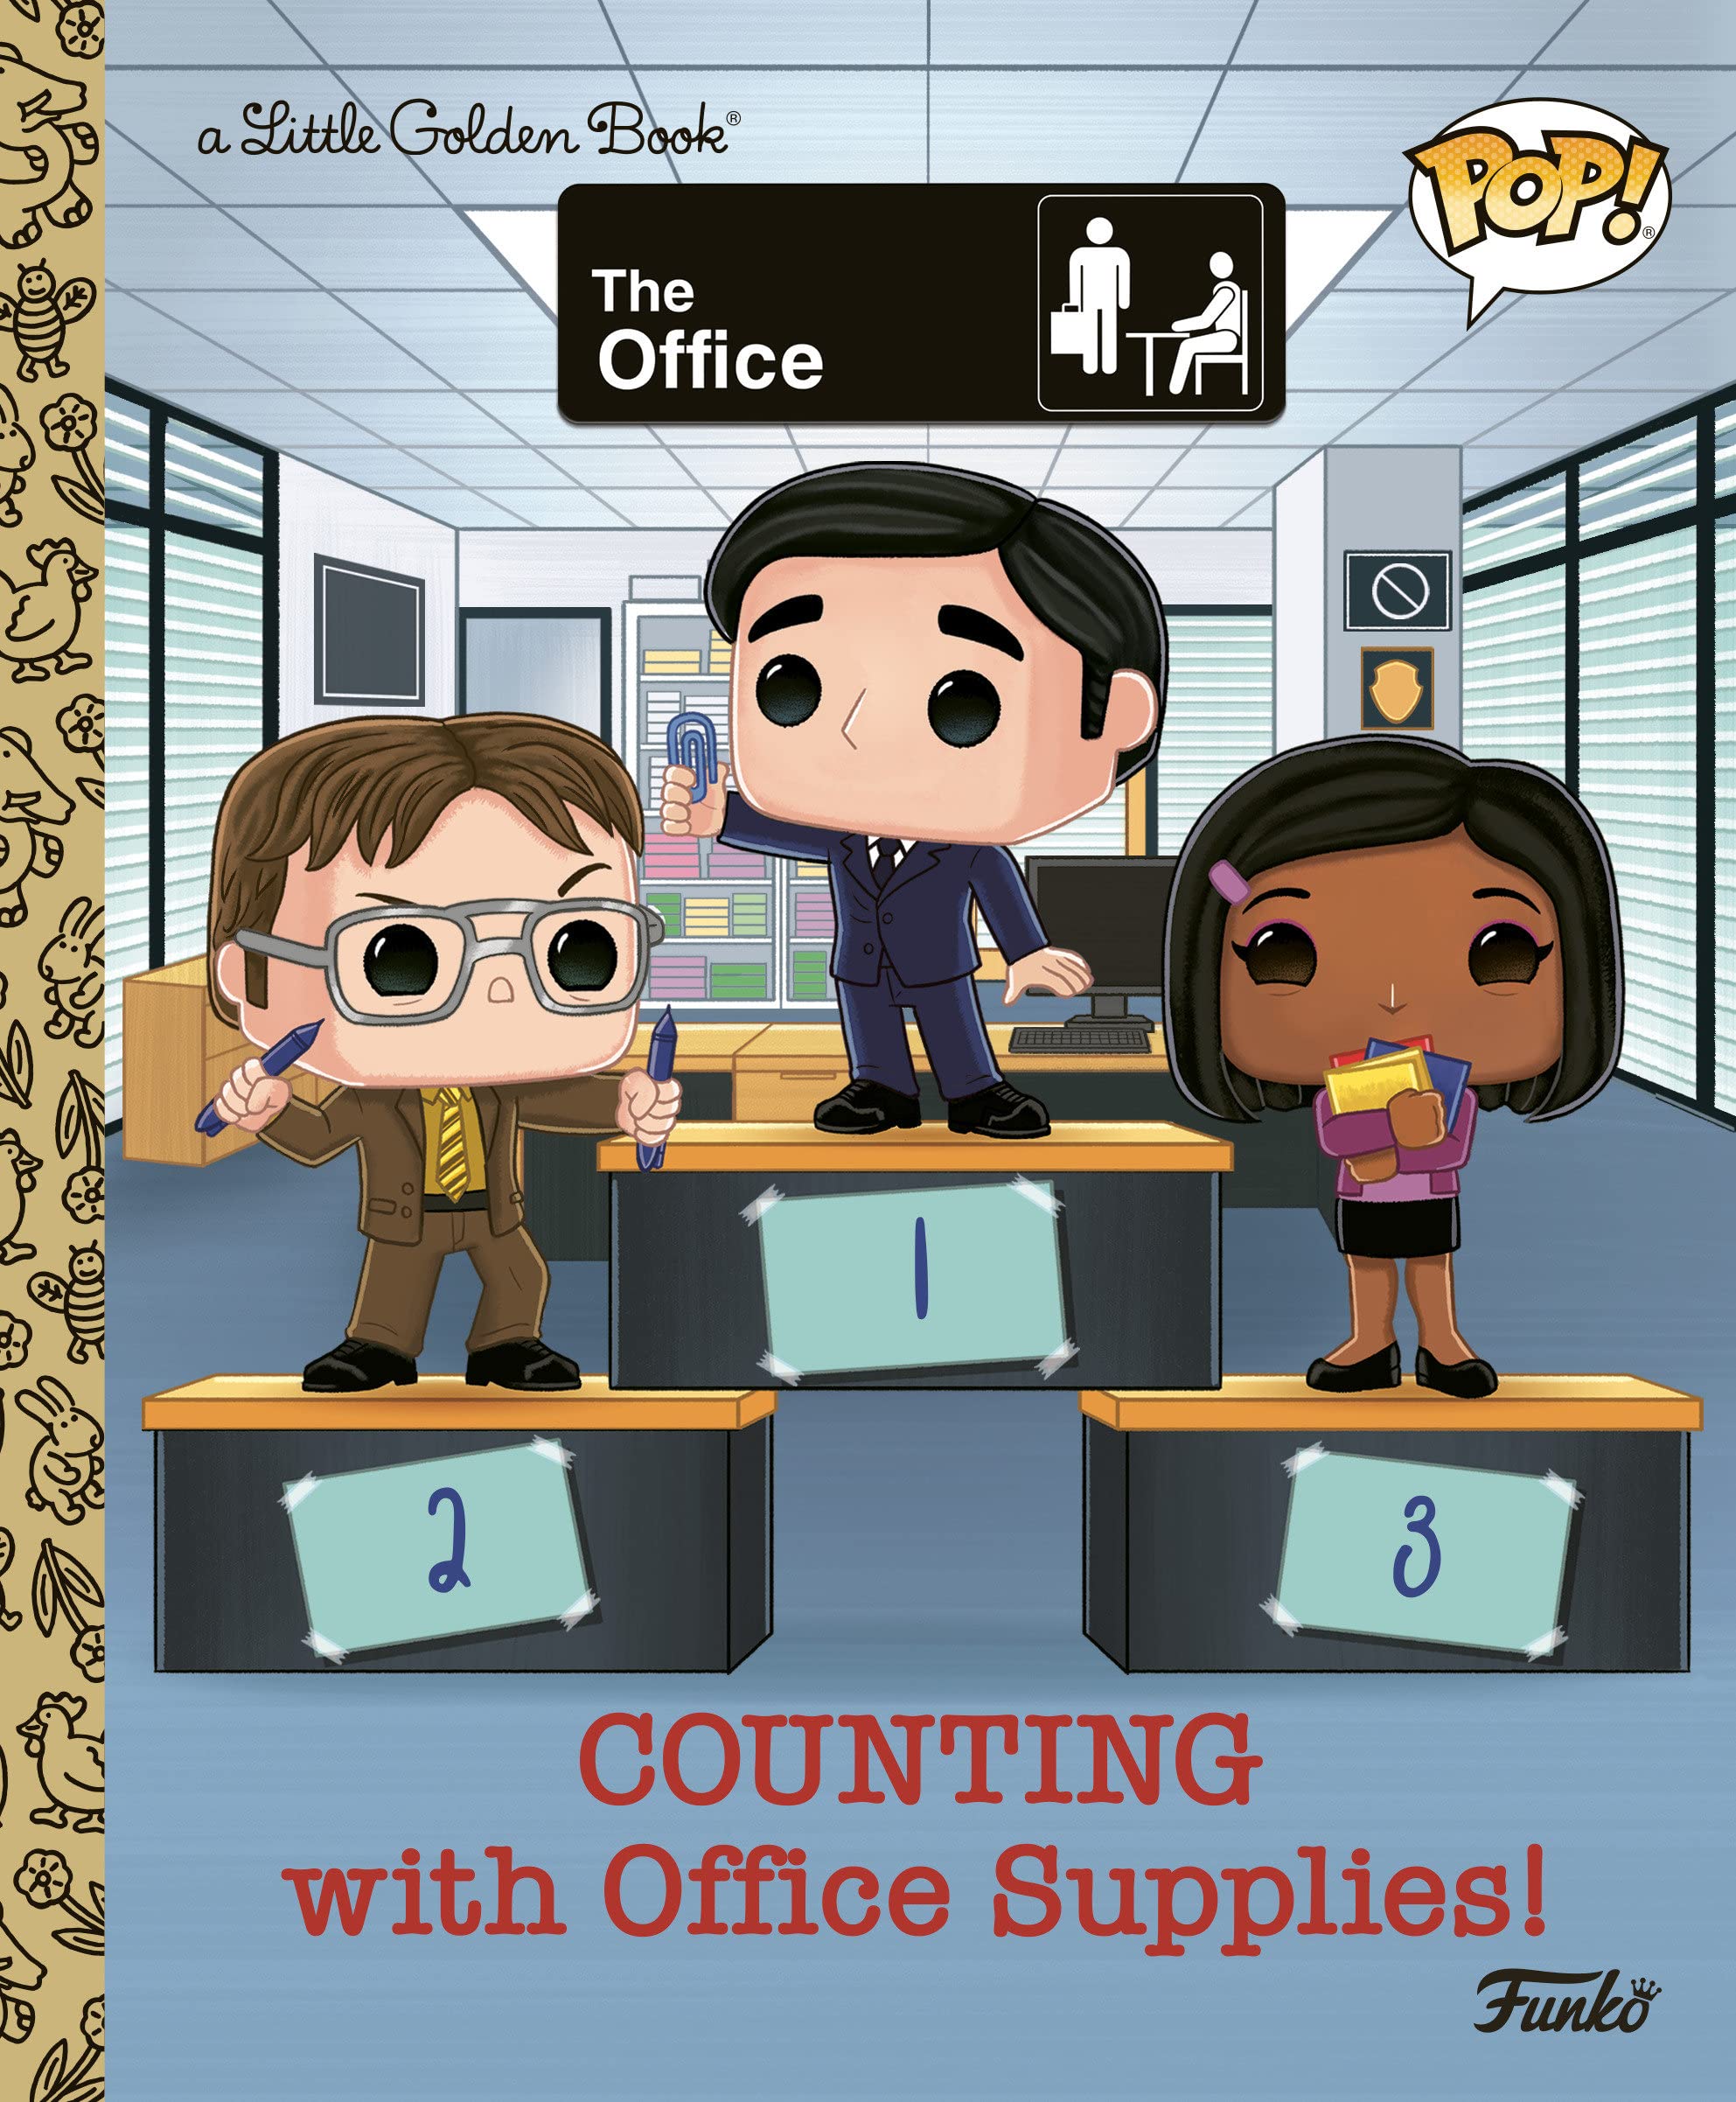 a Little Golden Book®
POP!®
The
Office
1
2
3
COUNTING
with Office Supplies!
Funko